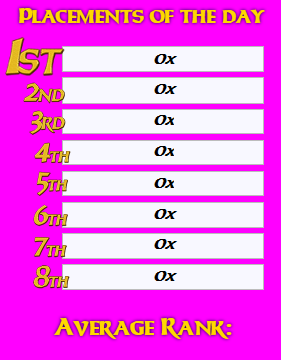 Placements of the day
1st 0x
2nd 0x
3rd 0x
4th 0x
5th 0x
6th 0x
7th 0x
8th 0x
Average Rank: